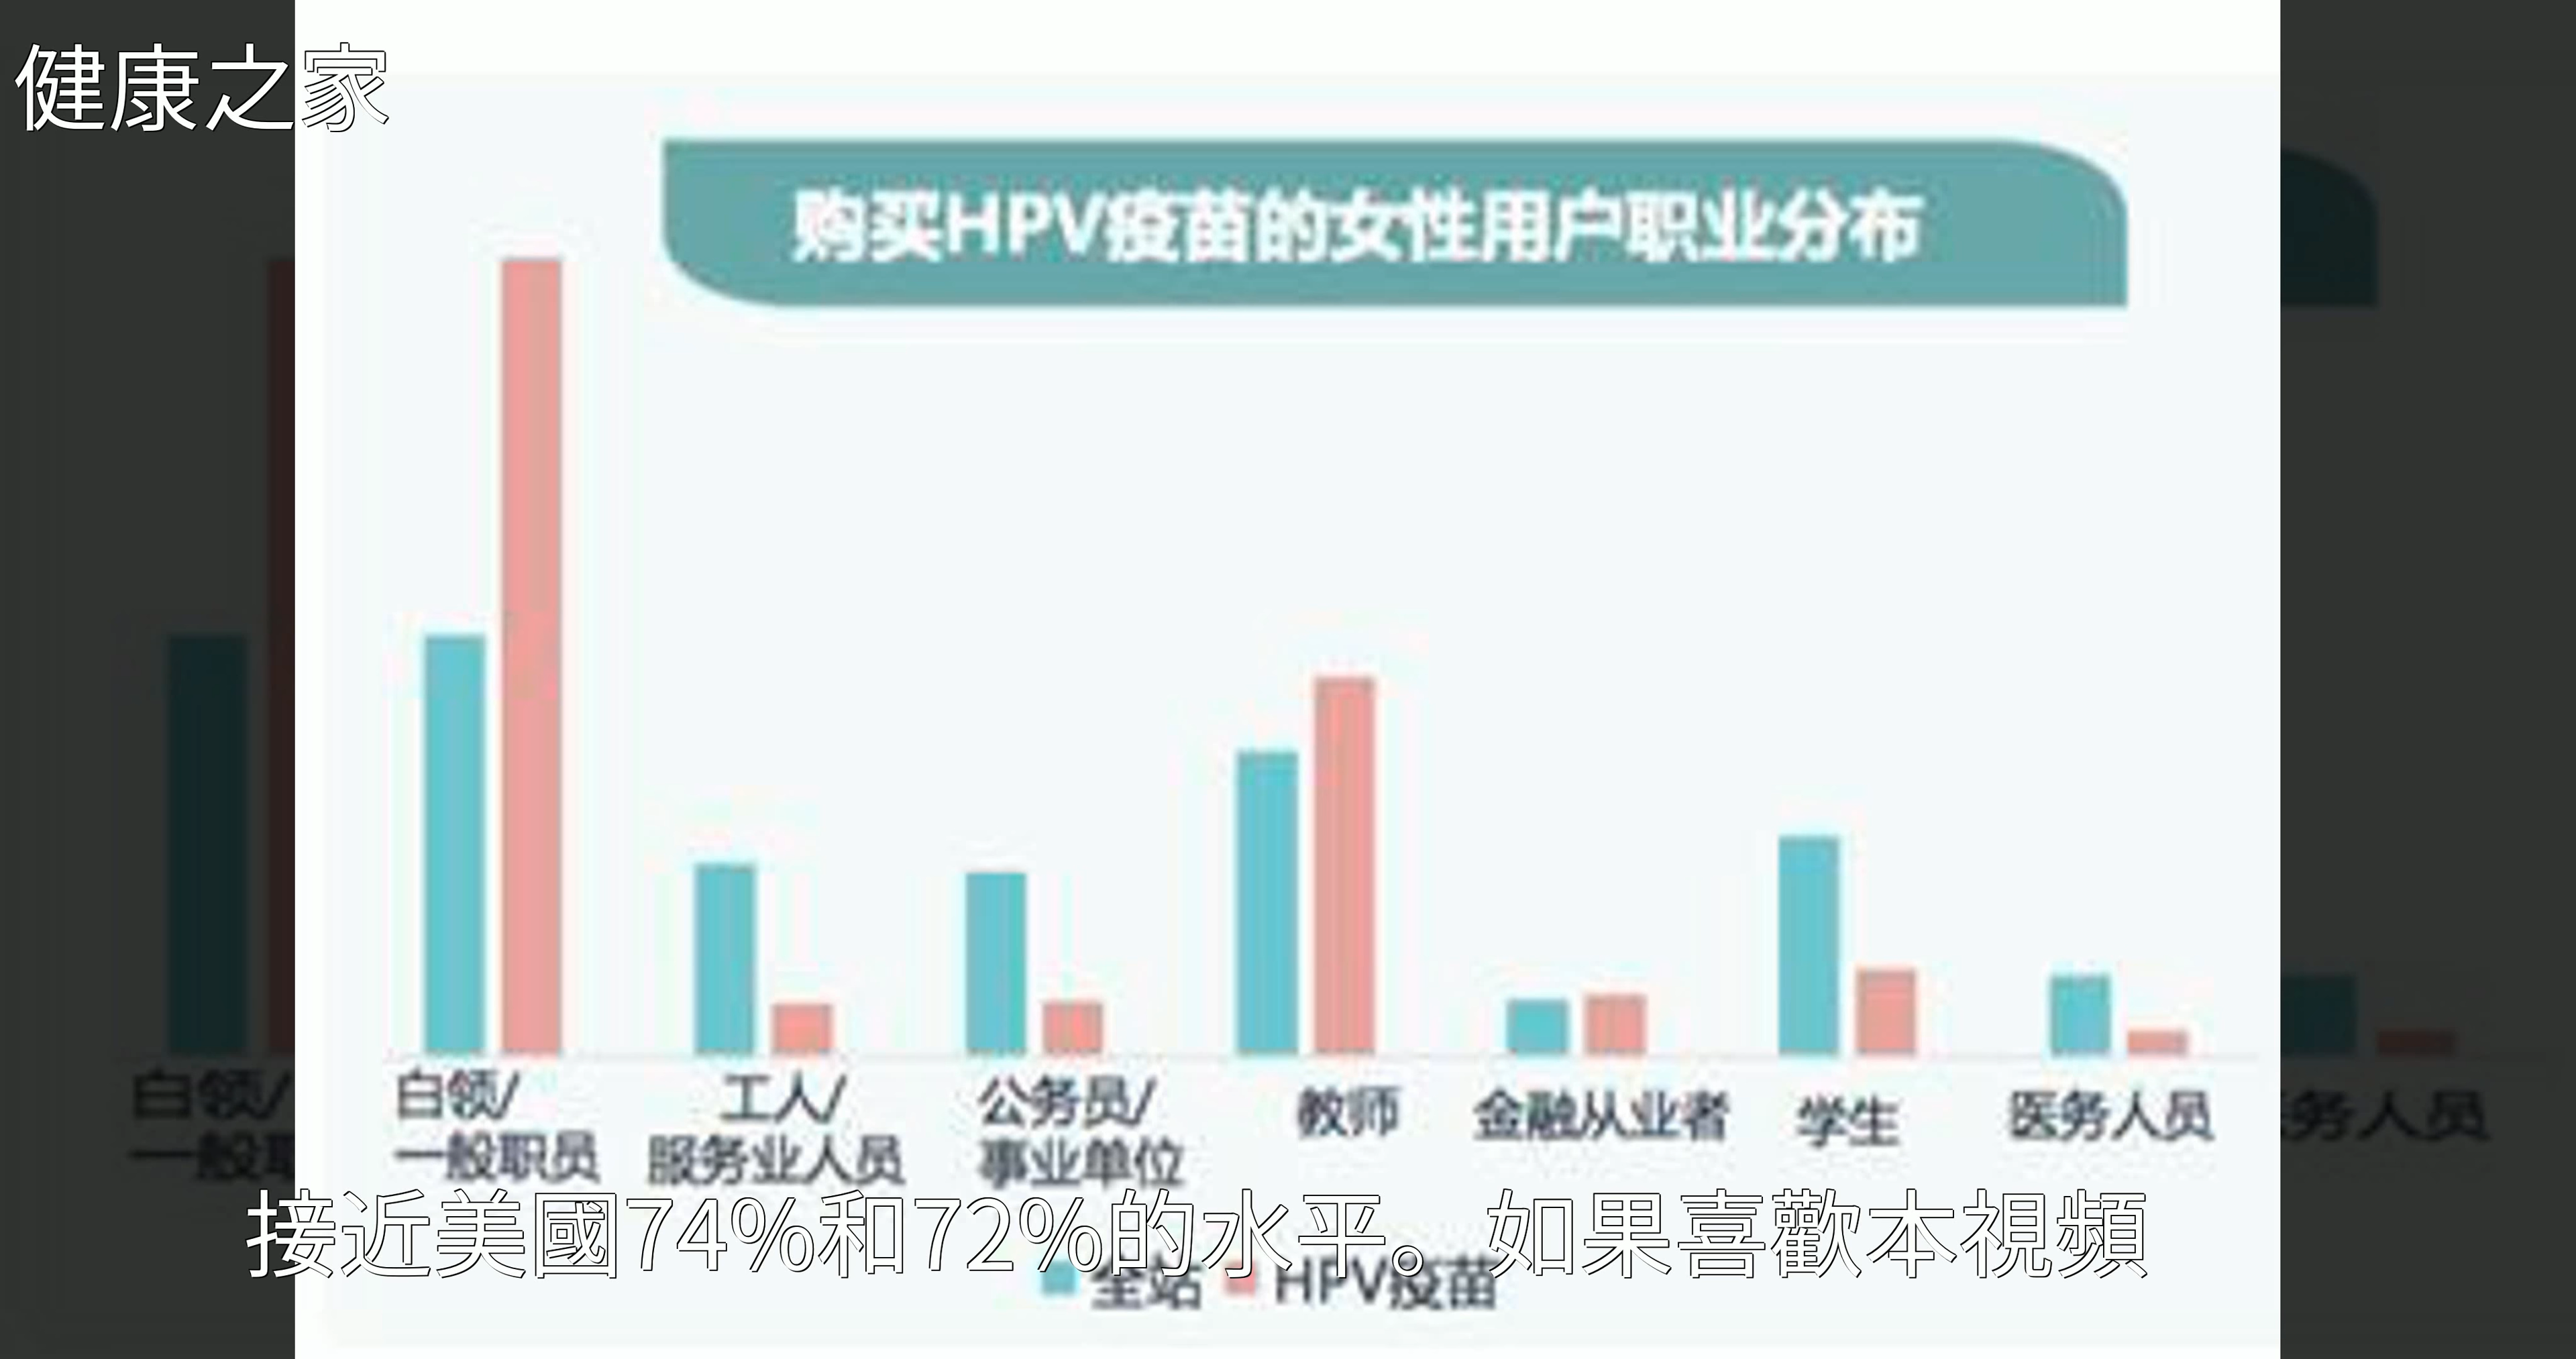 健康之家
购买HPV疫苗的女性用户职业分布
白领/
一般职员
工人/
服务业人员
公务员/
事业单位
教师
金融从业者
学生
医务人员
接近美國74%和72%的水平。如果喜歡本視頻
全站
HPV疫苗